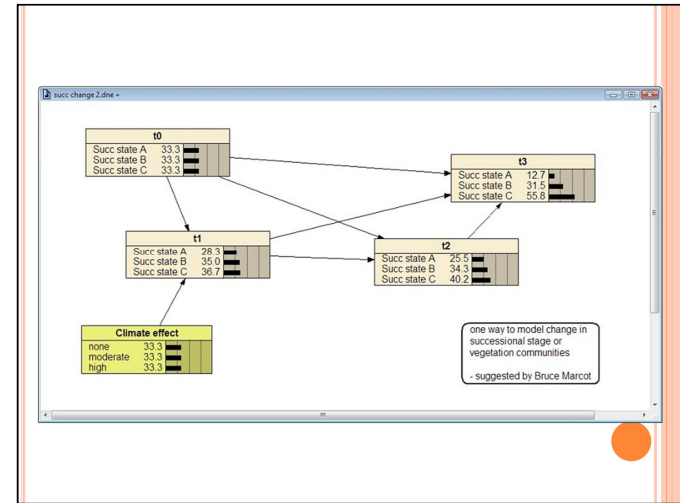 succ change 2.dne +
t0
Succ state A 33.3
Succ state B 33.3
Succ state C 33.3
t3
Succ state A 12.7
Succ state B 31.5
Succ state C 55.8
t1
Succ state A 28.3
Succ state B 35.0
Succ state C 36.7
t2
Succ state A 25.5
Succ state B 34.3
Succ state C 40.2
Climate effect
none 33.3
moderate 33.3
high 33.3
one way to model change in
successional stage or
vegetation communities
- suggested by Bruce Marcot